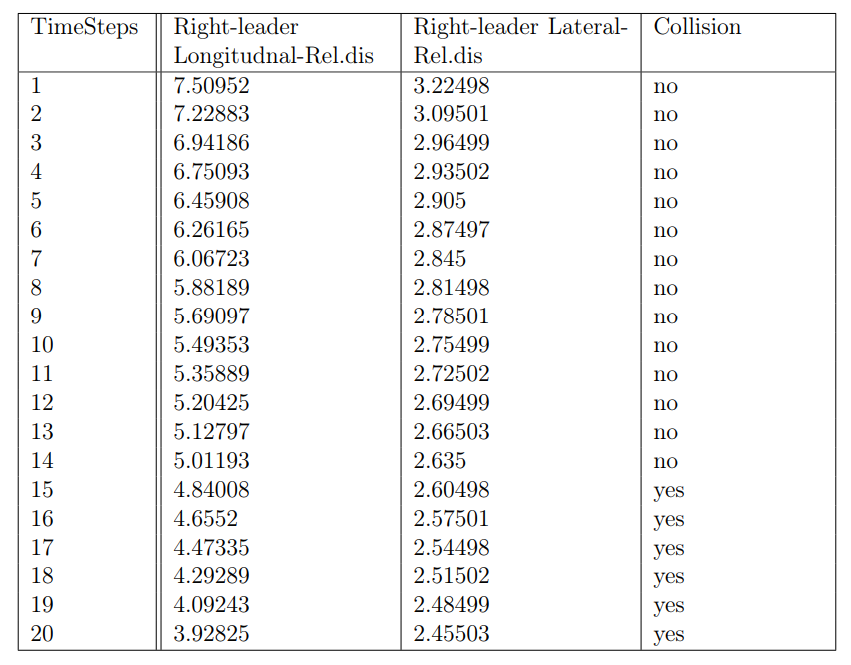 TimeSteps Right-leader Longitudnal-Rel.dis Right-leader Lateral-Rel.dis Collision
1 7.50952 3.22498 no
2 7.22883 3.09501 no
3 6.94186 2.96499 no
4 6.75093 2.93502 no
5 6.45908 2.905 no
6 6.26165 2.87497 no
7 6.06723 2.845 no
8 5.88189 2.81498 no
9 5.69097 2.78501 no
10 5.49353 2.75499 no
11 5.35889 2.72502 no
12 5.20425 2.69499 no
13 5.12797 2.66503 no
14 5.01193 2.635 no
15 4.84008 2.60498 yes
16 4.6552 2.57501 yes
17 4.47335 2.54498 yes
18 4.29289 2.51502 yes
19 4.09243 2.48499 yes
20 3.92825 2.45503 yes